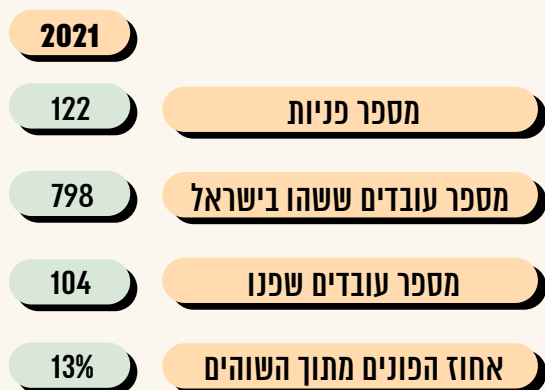 2021
מספר פניות 122
מספר עובדים ששהו בישראל 798
מספר עובדים שפנו 104
אחוז הפונים מתוך השוהים 13%